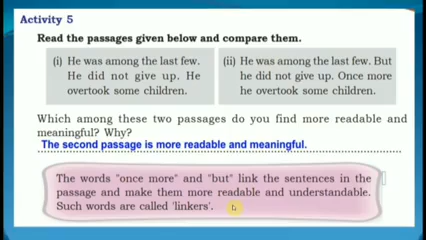 Activity 5
Read the passages given below and compare them.
(i) He was among the last few.
He did not give up. He
overtook some children.
(ii) He was among the last few. But
he did not give up. Once more
he overtook some children.
Which among these two passages do you find more readable and
meaningful? Why?
The second passage is more readable and meaningful.
The words "once more" and "but" link the sentences in the
passage and make them more readable and understandable.
Such words are called 'linkers'.